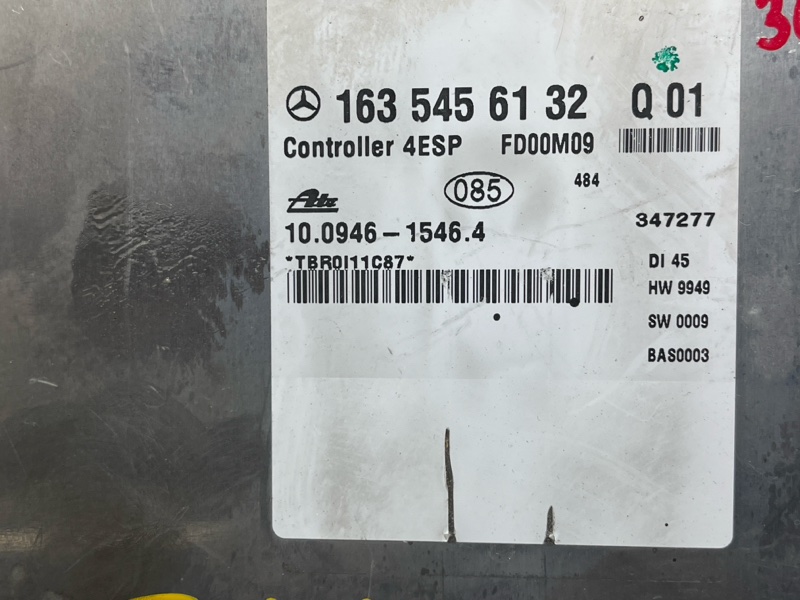 163 545 61 32 Q 01
Controller 4ESP FD00M09
Ate 085 484
10.0946-1546.4 347277
*TBR0I11C87* DI 45
HW 9949
SW 0009
BAS0003